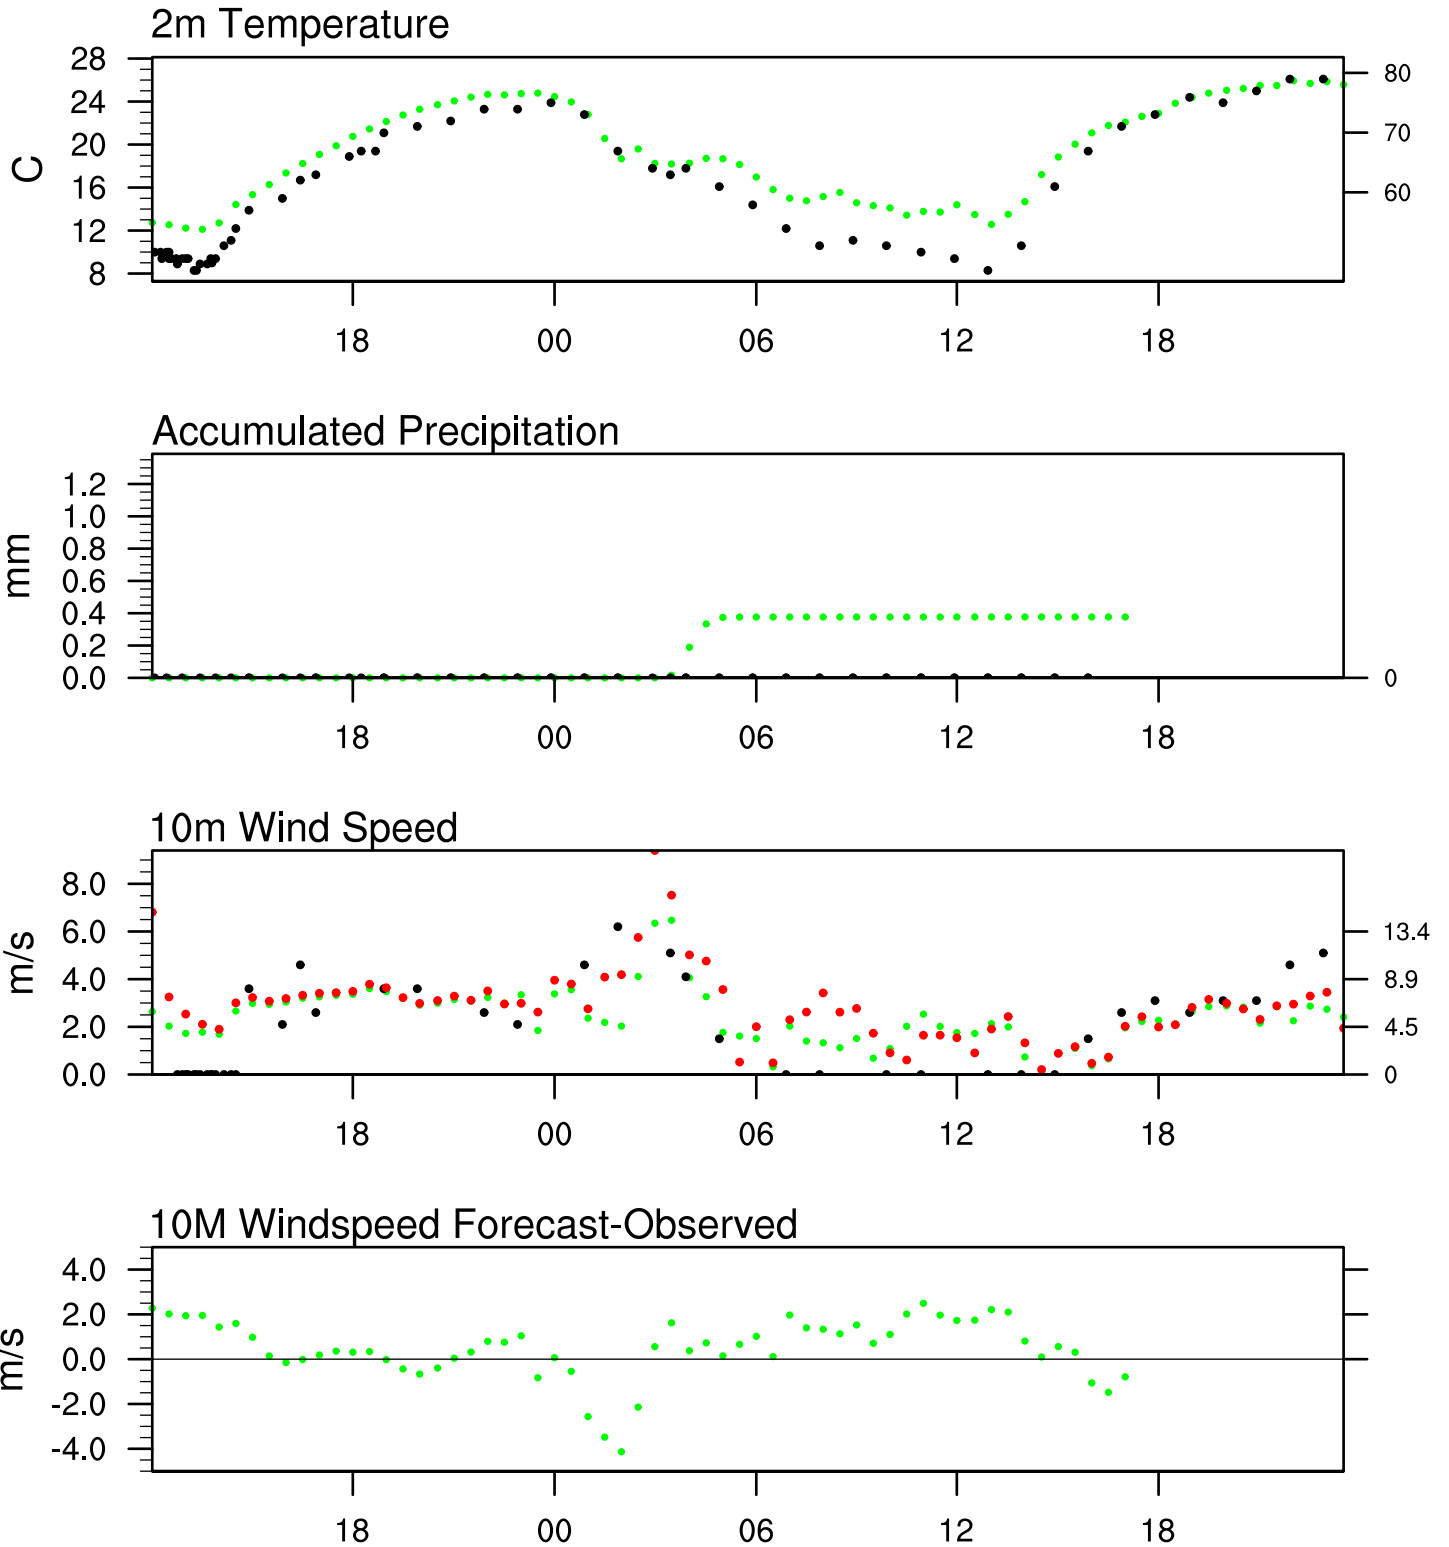 2m Temperature
28
24
20
16
12
8
C
80
70
60
18 00 06 12 18
Accumulated Precipitation
1.2
1.0
0.8
0.6
0.4
0.2
0.0
mm
0
18 00 06 12 18
10m Wind Speed
8.0
6.0
4.0
2.0
0.0
m/s
13.4
8.9
4.5
0
18 00 06 12 18
10M Windspeed Forecast-Observed
4.0
2.0
0.0
-2.0
-4.0
m/s
18 00 06 12 18